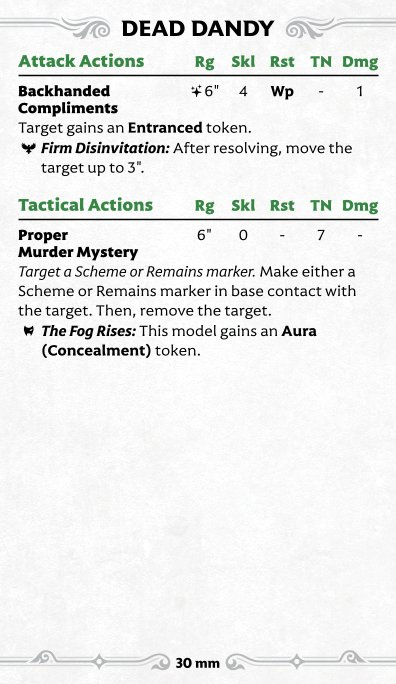 DEAD DANDY
Attack Actions Rg Skl Rst TN Dmg
Backhanded 6" 4 Wp - 1
Compliments
Target gains an Entranced token.
Firm Disinvitation: After resolving, move the
target up to 3".
Tactical Actions Rg Skl Rst TN Dmg
Proper 6" 0 - 7 -
Murder Mystery
Target a Scheme or Remains marker. Make either a
Scheme or Remains marker in base contact with
the target. Then, remove the target.
The Fog Rises: This model gains an Aura
(Concealment) token.
30 mm